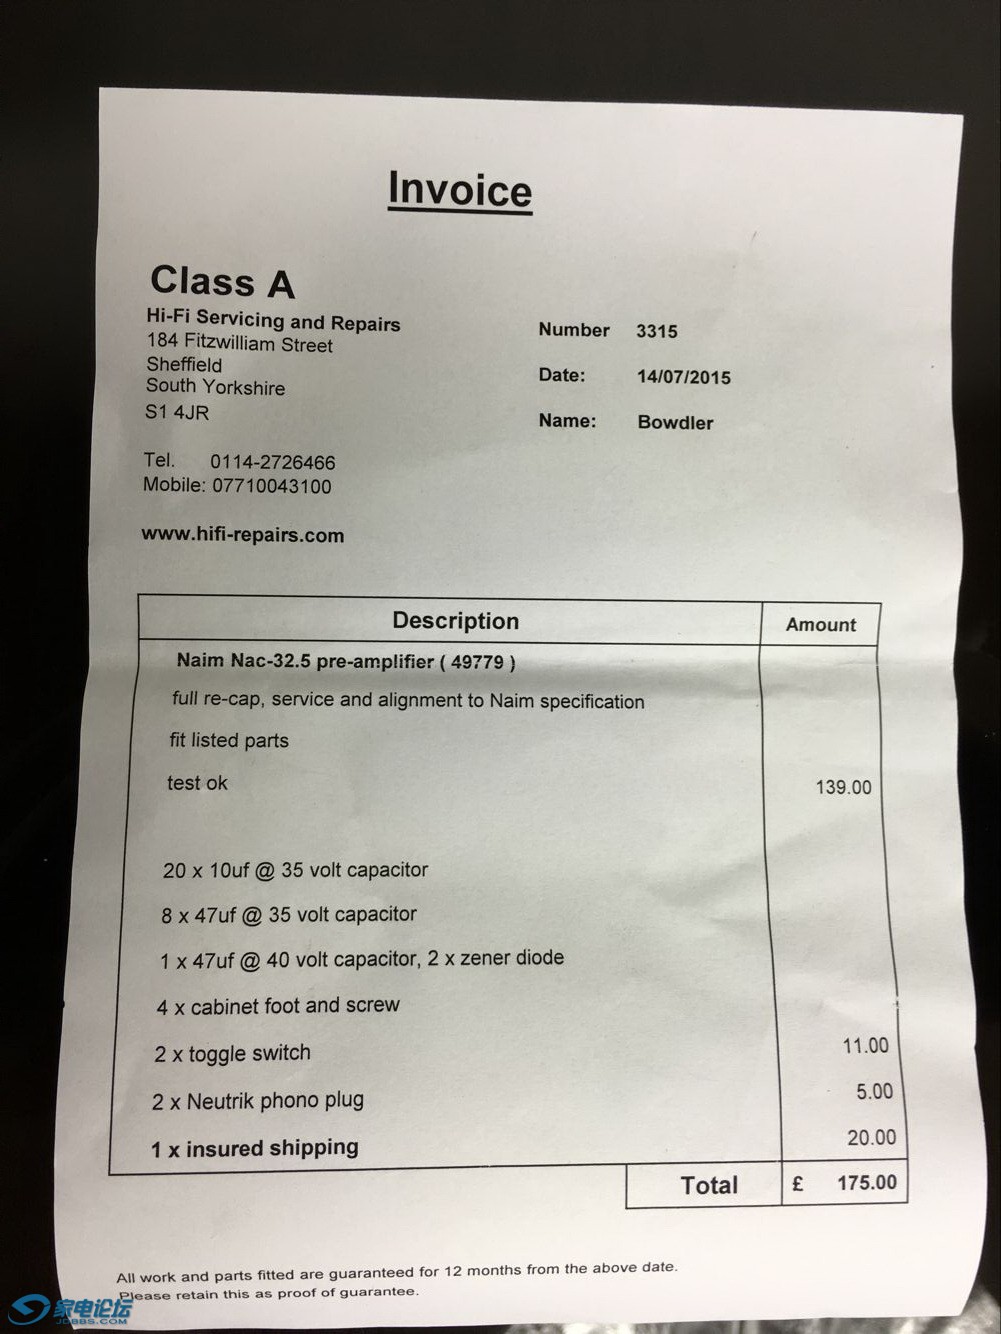 Invoice
Class A
Hi-Fi Servicing and Repairs
184 Fitzwilliam Street
Sheffield
South Yorkshire
S1 4JR
Tel. 0114-2726466
Mobile: 07710043100
www.hifi-repairs.com
Number 3315
Date: 14/07/2015
Name: Bowdler
Description Amount
Naim Nac-32.5 pre-amplifier ( 49779 )
full re-cap, service and alignment to Naim specification
fit listed parts
test ok 139.00
20 x 10uf @ 35 volt capacitor
8 x 47uf @ 35 volt capacitor
1 x 47uf @ 40 volt capacitor, 2 x zener diode
4 x cabinet foot and screw
2 x toggle switch 11.00
2 x Neutrik phono plug 5.00
1 x insured shipping 20.00
Total £ 175.00
All work and parts fitted are guaranteed for 12 months from the above date.
Please retain this as proof of guarantee.
家电论坛
JDBBS.COM